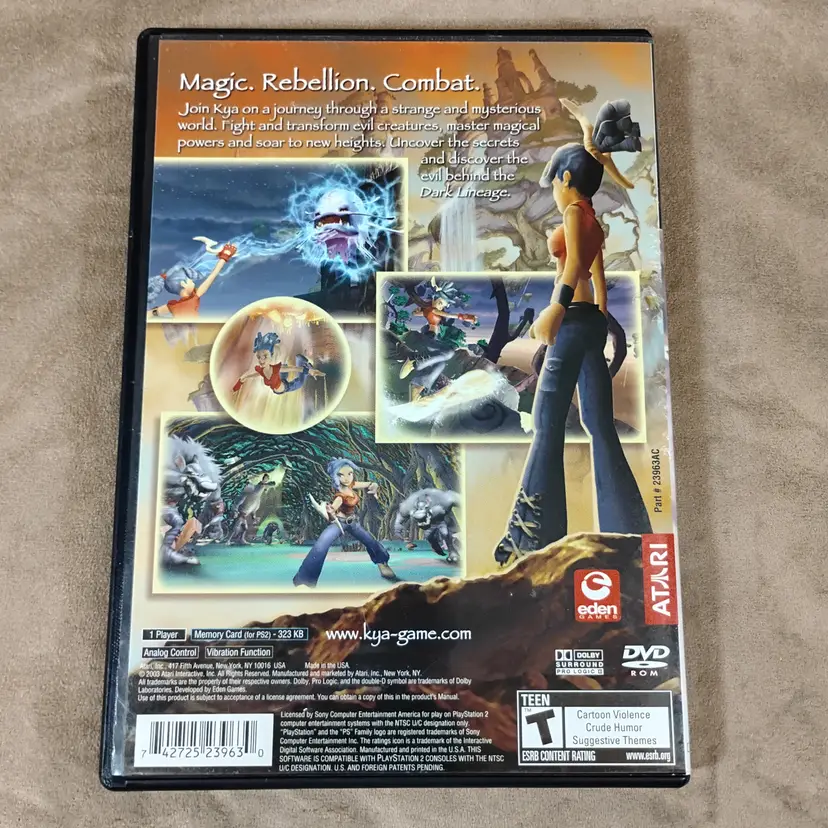 Magic. Rebellion. Combat.
Join Kya on a journey through a strange and mysterious
world. Fight and transform evil creatures, master magical
powers and soar to new heights. Uncover the secrets
and discover the
evil behind the
Dark Lineage.
Part # 23963AC
ATARI
eden
GAMES
1 Player
Memory Card (for PS2) - 323 KB
www.kya-game.com
Analog Control
Vibration Function
DOLBY
SURROUND
PRO LOGIC II
DVD
ROM
Atari, Inc., 417 Fifth Avenue, New York, NY 10016 USA Made in the USA.
© 2003 Atari Interactive, Inc. All Rights Reserved. Manufactured and marketed by Atari, Inc., New York, NY.
All trademarks are the property of their respective owners. Dolby, Pro Logic, and the double-D symbol are trademarks of Dolby
Laboratories. Developed by Eden Games.
Use of this product is subject to acceptance of a license agreement. You can obtain a copy of this in the product's Manual.
7 42725 23963 0
Licensed by Sony Computer Entertainment America for play on PlayStation 2
computer entertainment systems with the NTSC U/C designation only.
"PlayStation" and the "PS" Family logo are registered trademarks of Sony
Computer Entertainment Inc. The ratings icon is a trademark of the Interactive
Digital Software Association. Manufactured and printed in the U.S.A. THIS
SOFTWARE IS COMPATIBLE WITH PLAYSTATION 2 CONSOLES WITH THE NTSC
U/C DESIGNATION. U.S. AND FOREIGN PATENTS PENDING.
TEEN
T
Cartoon Violence
Crude Humor
Suggestive Themes
ESRB CONTENT RATING
www.esrb.org